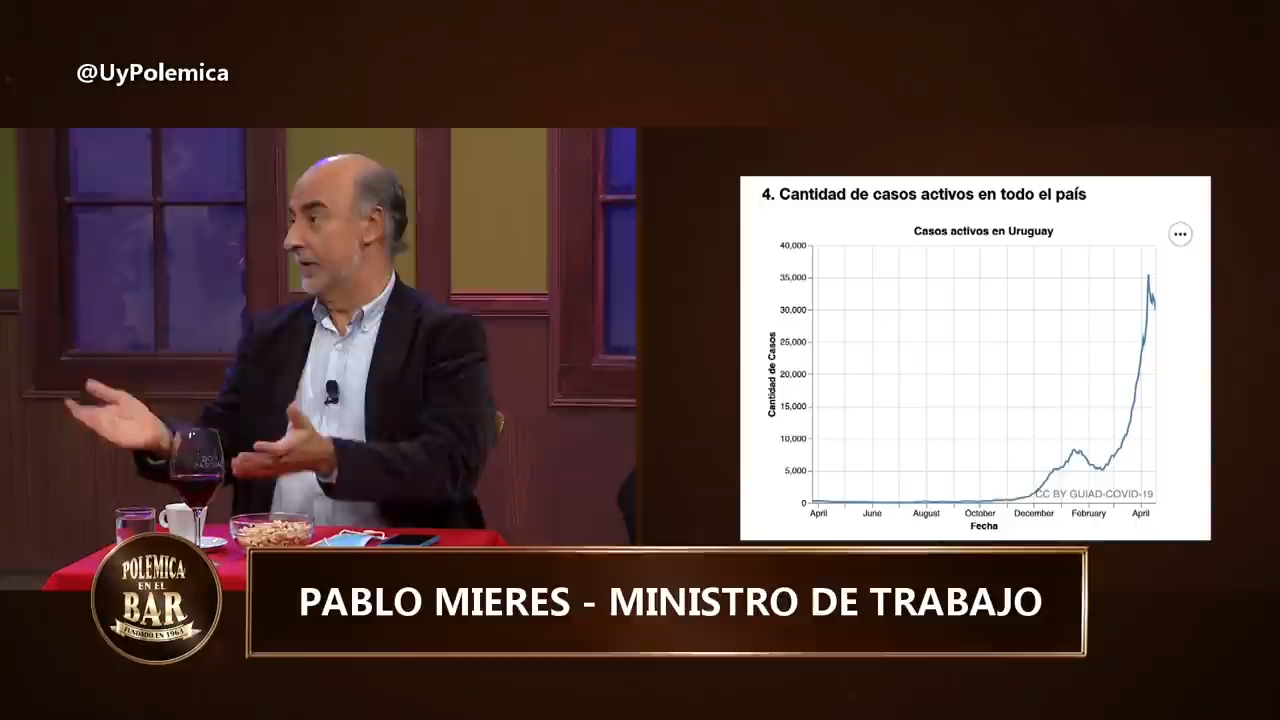 @UyPolemica
4. Cantidad de casos activos en todo el país
Casos activos en Uruguay
40,000
35,000
30,000
25,000
20,000
15,000
10,000
5,000
0
Cantidad de Casos
April June August October December February April
Fecha
CC BY GUIAD-COVID-19
DON
PASCUAL
POLEMICA
EN EL
BAR
FUNDADO EN 1963
PABLO MIERES - MINISTRO DE TRABAJO